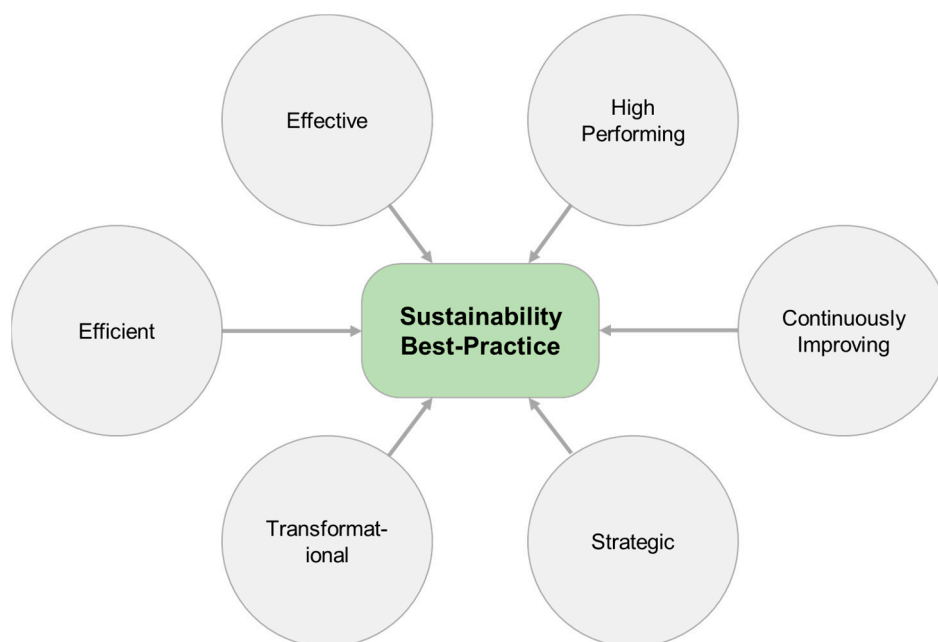 Effective
High
Performing
Efficient
Sustainability
Best-Practice
Continuously
Improving
Transformat-
ional
Strategic